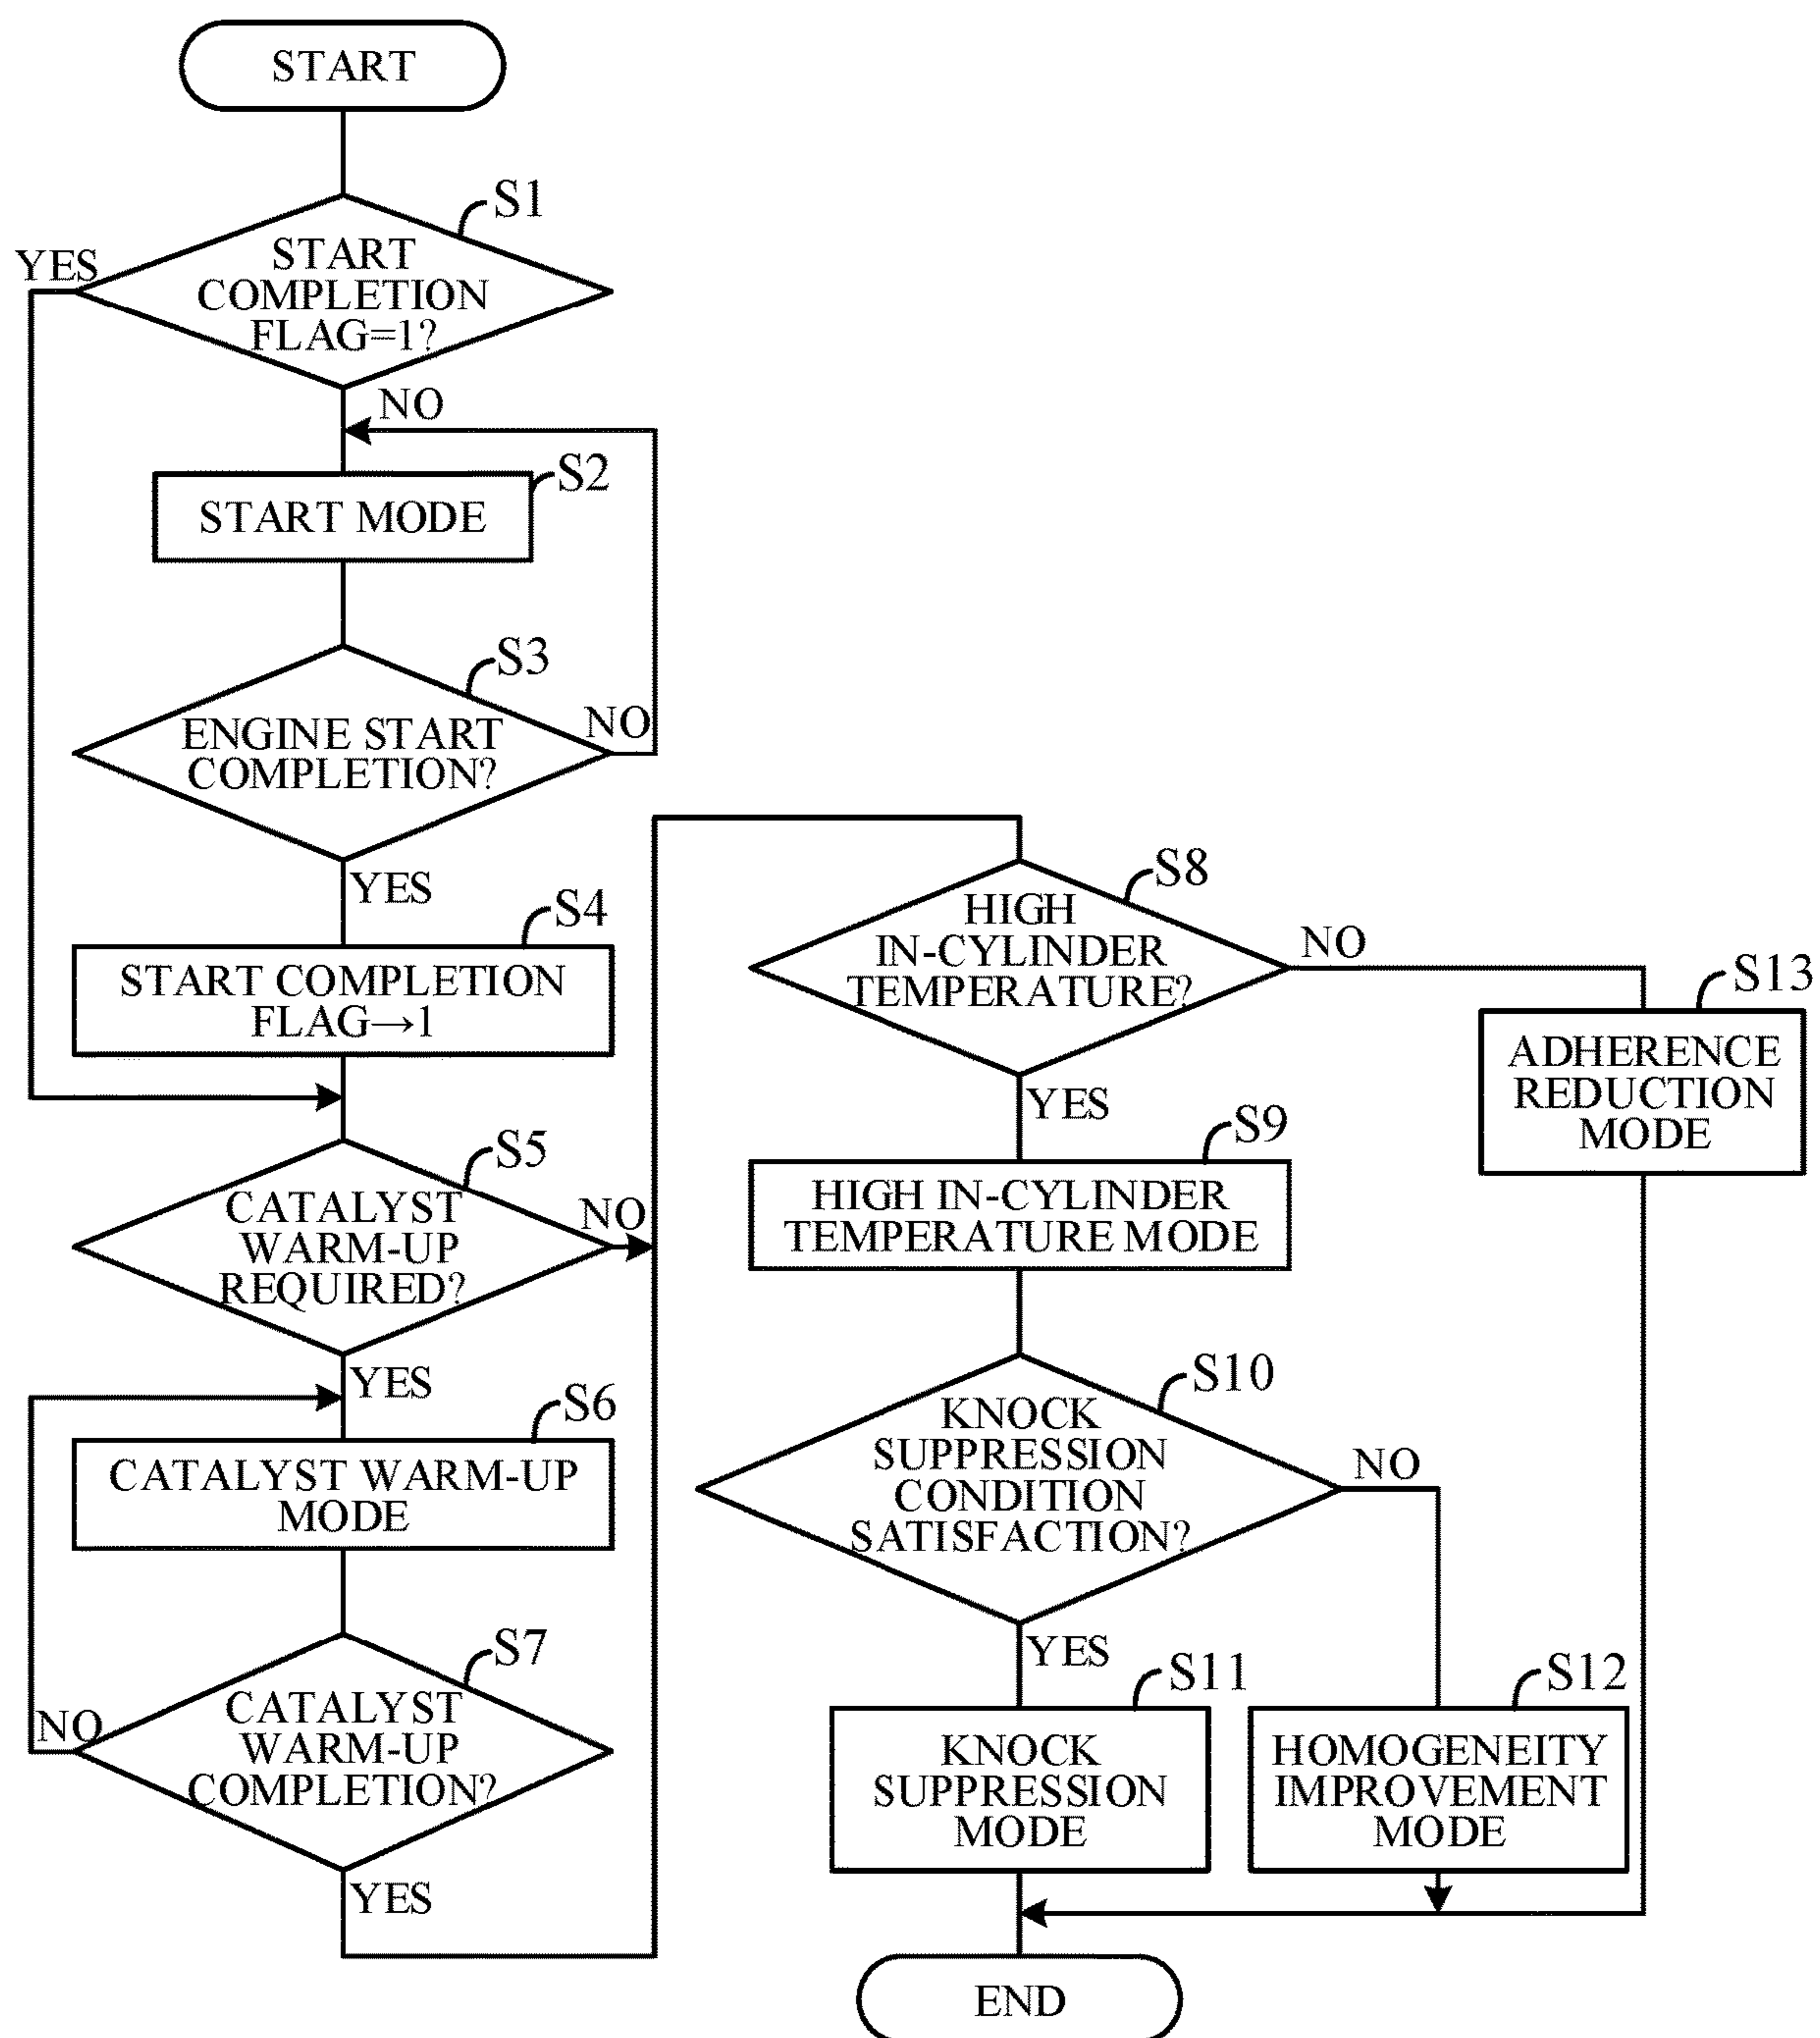 START
S1
START
COMPLETION
FLAG=1?
YES
NO
S2
START MODE
S3
ENGINE START
COMPLETION?
NO
YES
S4
START COMPLETION
FLAG→1
S5
CATALYST
WARM-UP
REQUIRED?
NO
YES
S6
CATALYST WARM-UP
MODE
S7
CATALYST
WARM-UP
COMPLETION?
NO
YES
S8
HIGH
IN-CYLINDER
TEMPERATURE?
NO
YES
S13
ADHERENCE
REDUCTION
MODE
S9
HIGH IN-CYLINDER
TEMPERATURE MODE
S10
KNOCK
SUPPRESSION
CONDITION
SATISFACTION?
NO
YES
S11
KNOCK
SUPPRESSION
MODE
S12
HOMOGENEITY
IMPROVEMENT
MODE
END